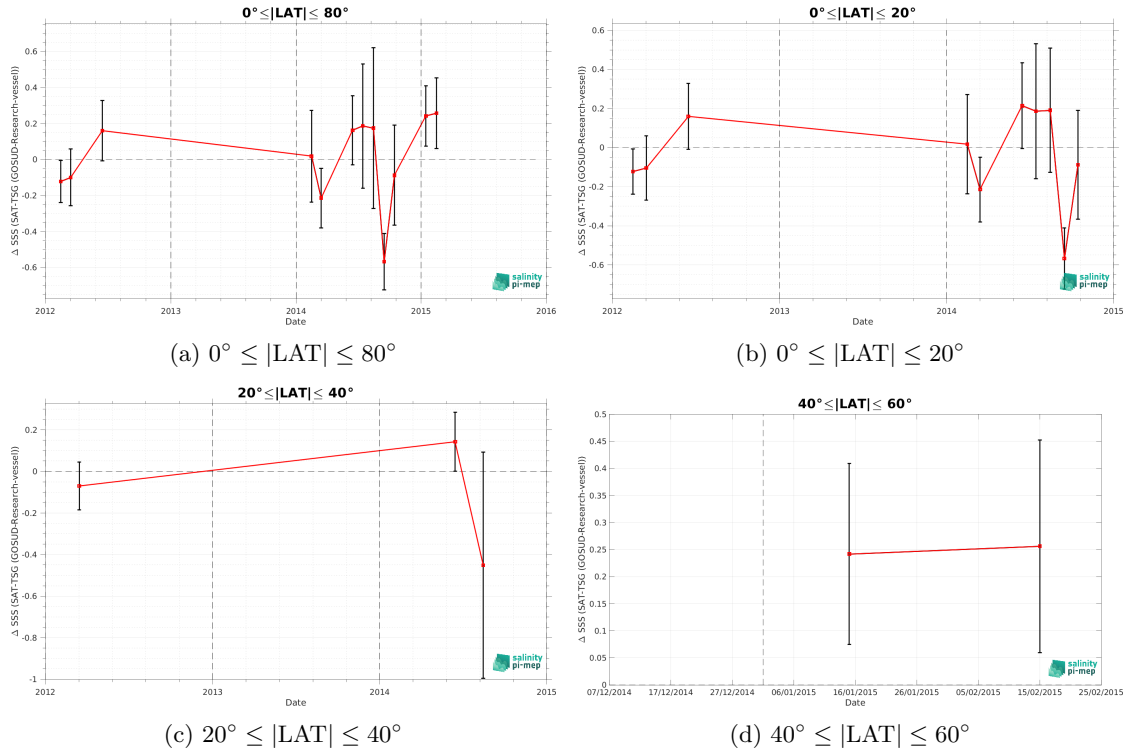 0°≤|LAT|≤ 80°
Δ SSS (SAT-TSG (GOSUD-Research-vessel))
0.6
0.4
0.2
0
-0.2
-0.4
-0.6
2012
2013
2014
2015
2016
Date
salinity
pi-mep
(a) 0° ≤ |LAT| ≤ 80°
0°≤|LAT|≤ 20°
Δ SSS (SAT-TSG (GOSUD-Research-vessel))
0.6
0.4
0.2
0
-0.2
-0.4
-0.6
2012
2013
2014
2015
Date
salinity
pi-mep
(b) 0° ≤ |LAT| ≤ 20°
20°≤|LAT|≤ 40°
Δ SSS (SAT-TSG (GOSUD-Research-vessel))
0.2
0
-0.2
-0.4
-0.6
-0.8
-1
2012
2013
2014
2015
Date
salinity
pi-mep
(c) 20° ≤ |LAT| ≤ 40°
40°≤|LAT|≤ 60°
Δ SSS (SAT-TSG (GOSUD-Research-vessel))
0.5
0.45
0.4
0.35
0.3
0.25
0.2
0.15
0.1
0.05
0
07/12/2014
17/12/2014
27/12/2014
06/01/2015
16/01/2015
26/01/2015
05/02/2015
15/02/2015
25/02/2015
Date
salinity
pi-mep
(d) 40° ≤ |LAT| ≤ 60°